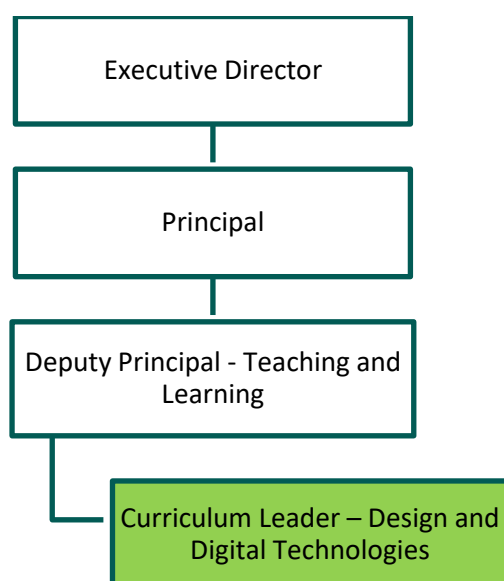 Executive Director
Principal
Deputy Principal - Teaching and
Learning
Curriculum Leader – Design and
Digital Technologies